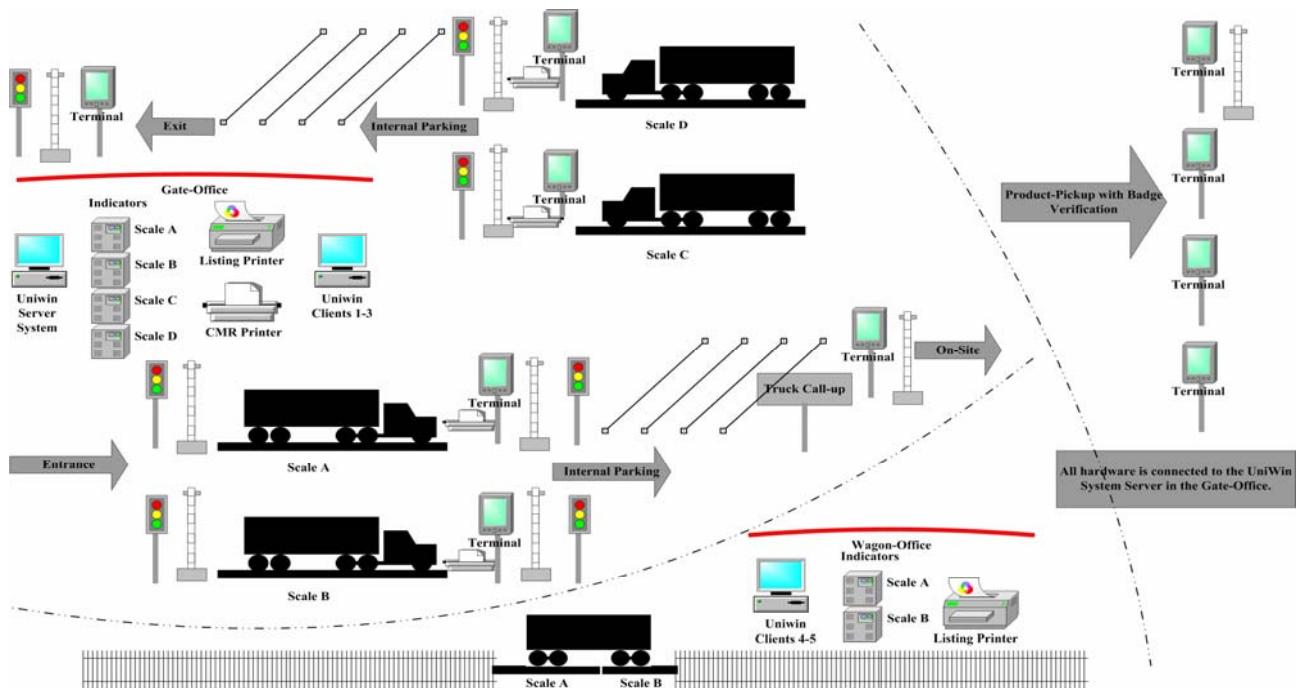 Terminal
Exit
Internal Parking
Terminal
Scale D
Terminal
Scale C
Gate-Office
Indicators
Scale A
Scale B
Scale C
Scale D
Uniwin
Server
System
Listing Printer
CMR Printer
Uniwin
Clients 1-3
Entrance
Terminal
Scale A
Terminal
Scale B
Internal Parking
Truck Call-up
Terminal
On-Site
Product-Pickup with Badge
Verification
Terminal
Terminal
Terminal
Terminal
All hardware is connected to the UniWin
System Server in the Gate-Office.
Wagon-Office
Indicators
Scale A
Scale B
Uniwin
Clients 4-5
Listing Printer
Scale A
Scale B